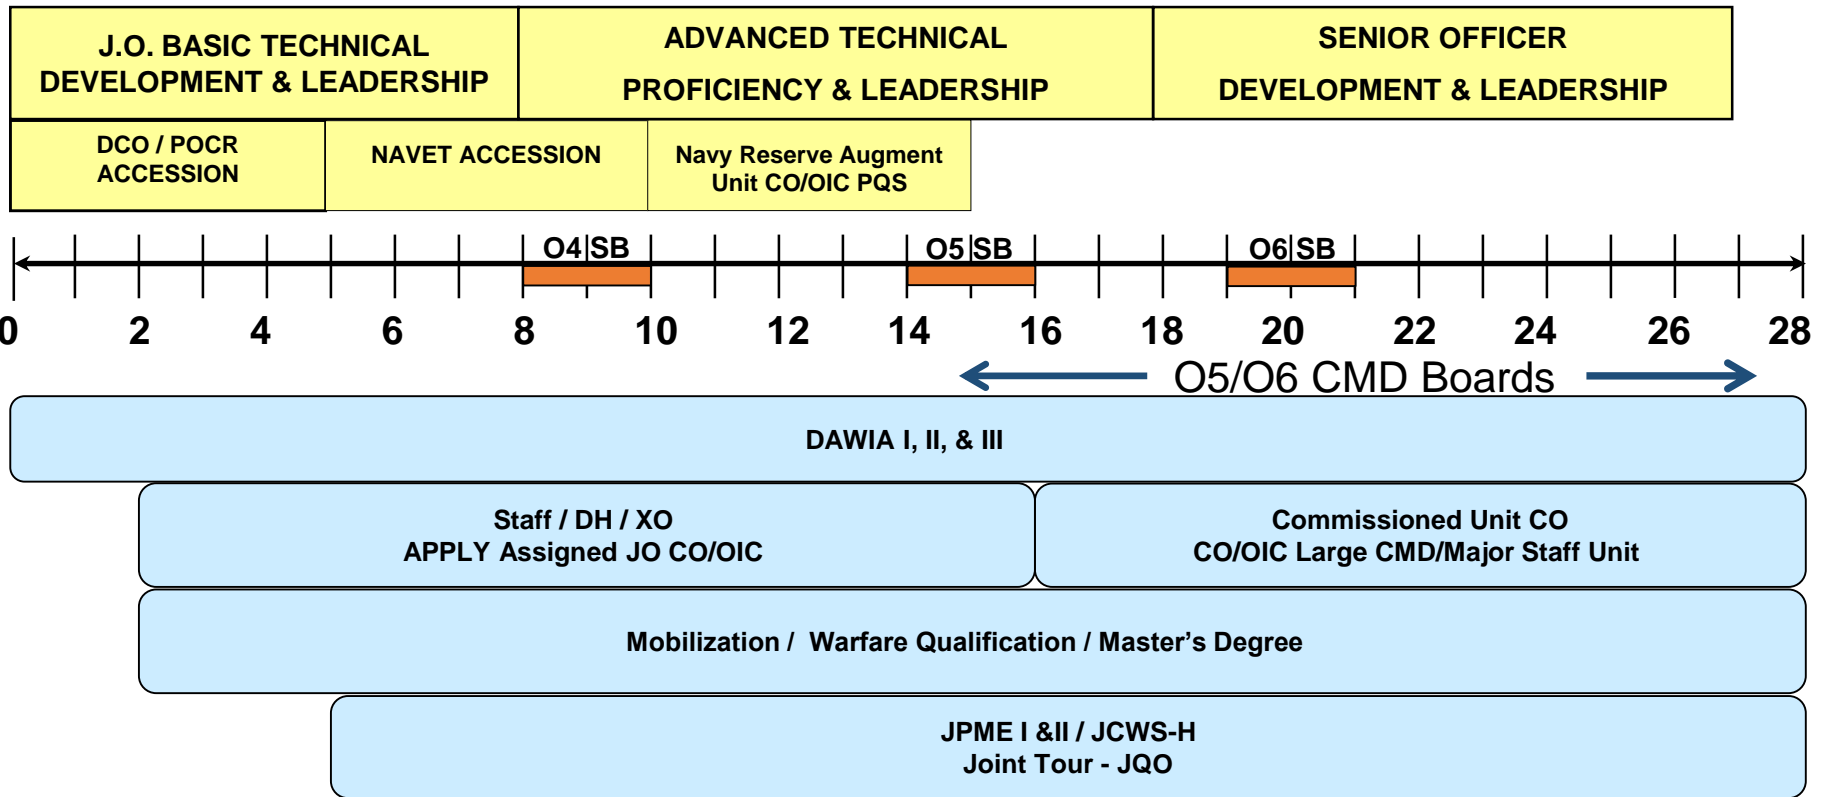 J.O. BASIC TECHNICAL
DEVELOPMENT & LEADERSHIP
ADVANCED TECHNICAL
PROFICIENCY & LEADERSHIP
SENIOR OFFICER
DEVELOPMENT & LEADERSHIP
DCO / POCR
ACCESSION
NAVET ACCESSION
Navy Reserve Augment
Unit CO/OIC PQS
O4 SB O5 SB O6 SB
0 2 4 6 8 10 12 14 16 18 20 22 24 26 28
O5/O6 CMD Boards
DAWIA I, II, & III
Staff / DH / XO
APPLY Assigned JO CO/OIC
Commissioned Unit CO
CO/OIC Large CMD/Major Staff Unit
Mobilization / Warfare Qualification / Master's Degree
JPME I &II / JCWS-H
Joint Tour - JQO